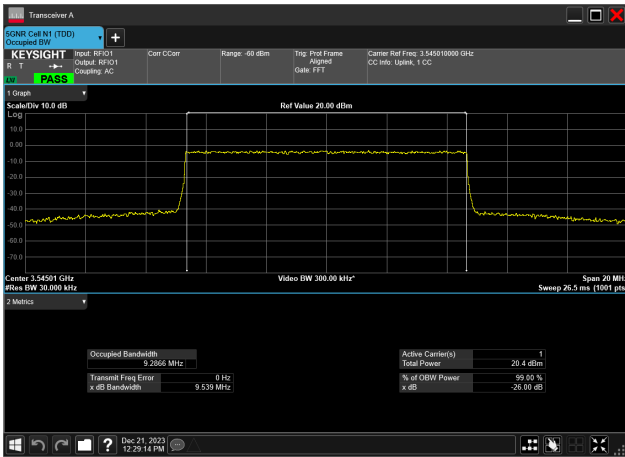 Transceiver A
5GNR Cell N1 (TDD)
Occupied BW
KEYSIGHT
R T
LNI
PASS
Input: RFIO1
Output: RFIO1
Coupling: AC
Corr CCorr
Range: -60 dBm
Trig: Prot Frame
Aligned
Gate: FFT
Carrier Ref Freq: 3.545010000 GHz
CC Info: Uplink, 1 CC
1 Graph
Scale/Div 10.0 dB
Ref Value 20.00 dBm
Log
10.0
0.00
-10.0
-20.0
-30.0
-40.0
-50.0
-60.0
-70.0
Center 3.54501 GHz
Video BW 300.00 kHz*
Span 20 MHz
#Res BW 30.000 kHz
Sweep 26.5 ms (1001 pts
2 Metrics
Occupied Bandwidth
9.2866 MHz
Active Carrier(s) 1
Total Power 20.4 dBm
Transmit Freq Error 0 Hz
x dB Bandwidth 9.539 MHz
% of OBW Power 99.00 %
x dB -26.00 dB
?
Dec 21, 2023
12:29:14 PM